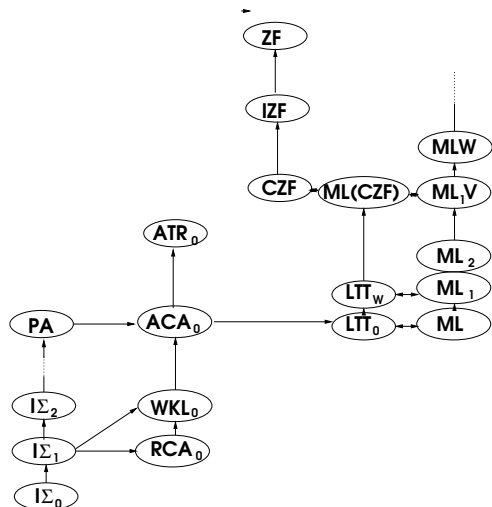 ZF
IZF
MLW
CZF
ML(CZF)
ML₁V
ATR₀
ML₂
LTT_W
ML₁
PA
ACA₀
LTT₀
ML
IΣ₂
WKL₀
IΣ₁
RCA₀
IΣ₀